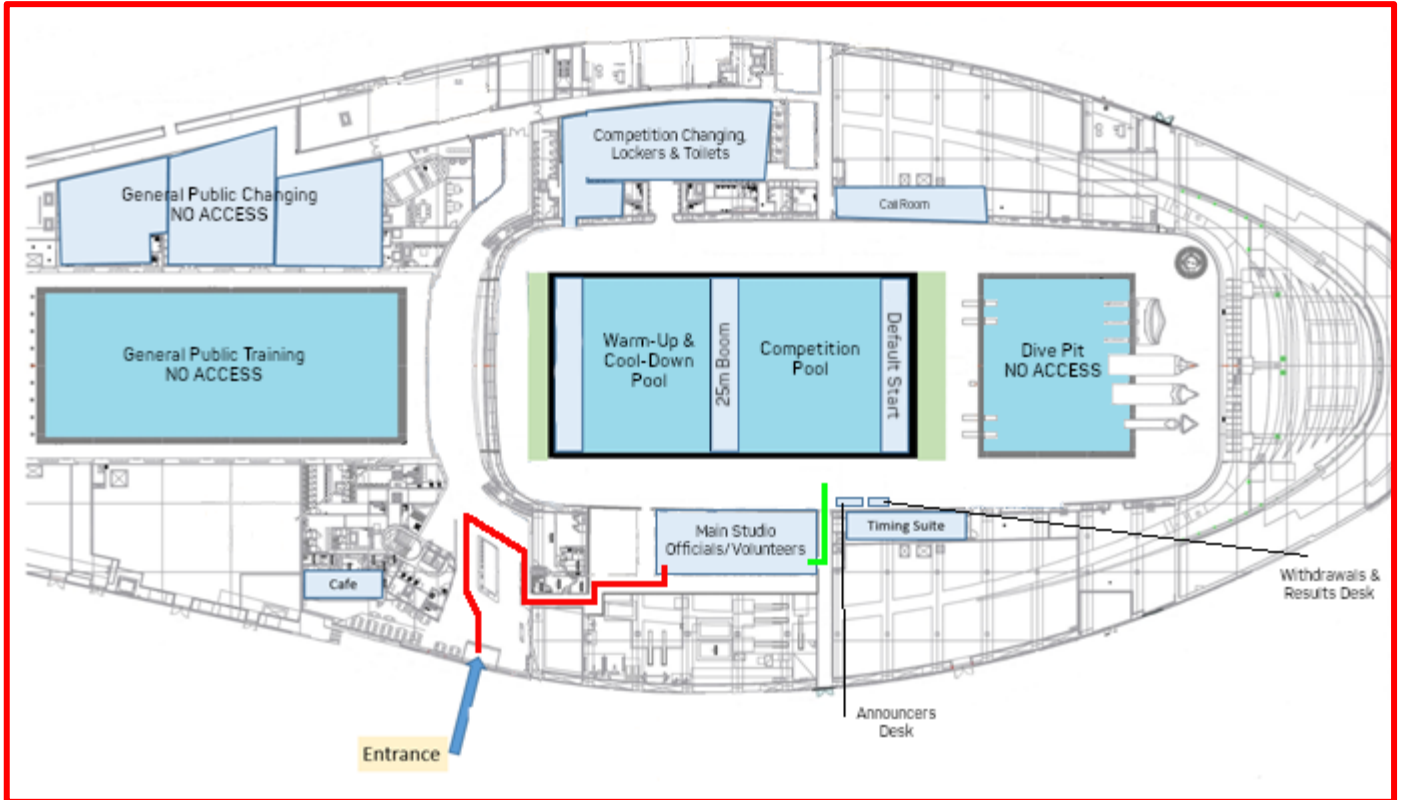 Competition Changing,
Lockers & Toilets
General Public Changing
NO ACCESS
Call Room
General Public Training
NO ACCESS
Warm-Up &
Cool-Down
Pool
25m Boom
Competition
Pool
Default Start
Dive Pit
NO ACCESS
Main Studio
Officials/Volunteers
Timing Suite
Cafe
Withdrawals &
Results Desk
Announcers
Desk
Entrance